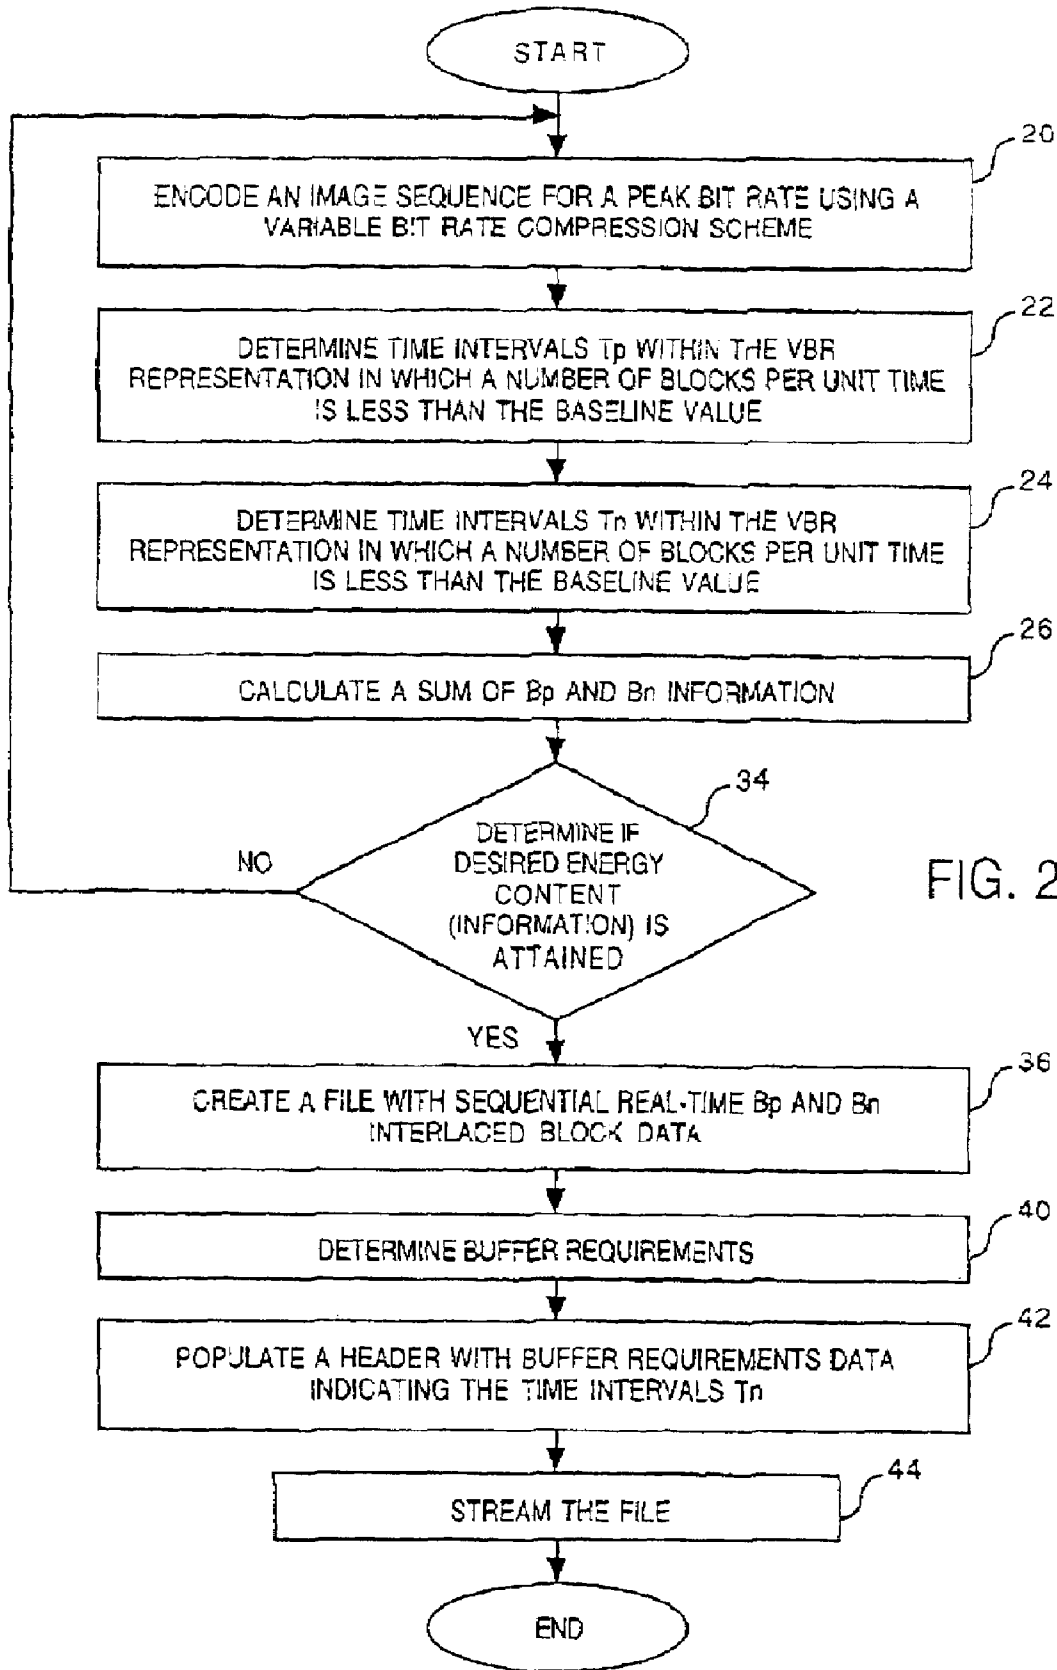 START
20
ENCODE AN IMAGE SEQUENCE FOR A PEAK BIT RATE USING A
VARIABLE BIT RATE COMPRESSION SCHEME
22
DETERMINE TIME INTERVALS Tp WITHIN THE VBR
REPRESENTATION IN WHICH A NUMBER OF BLOCKS PER UNIT TIME
IS LESS THAN THE BASELINE VALUE
24
DETERMINE TIME INTERVALS Tn WITHIN THE VBR
REPRESENTATION IN WHICH A NUMBER OF BLOCKS PER UNIT TIME
IS LESS THAN THE BASELINE VALUE
26
CALCULATE A SUM OF Bp AND Bn INFORMATION
34
DETERMINE IF
DESIRED ENERGY
CONTENT
(INFORMATION) IS
ATTAINED
NO
FIG. 2
YES
36
CREATE A FILE WITH SEQUENTIAL REAL-TIME Bp AND Bn
INTERLACED BLOCK DATA
40
DETERMINE BUFFER REQUIREMENTS
42
POPULATE A HEADER WITH BUFFER REQUIREMENTS DATA
INDICATING THE TIME INTERVALS Tn
44
STREAM THE FILE
END